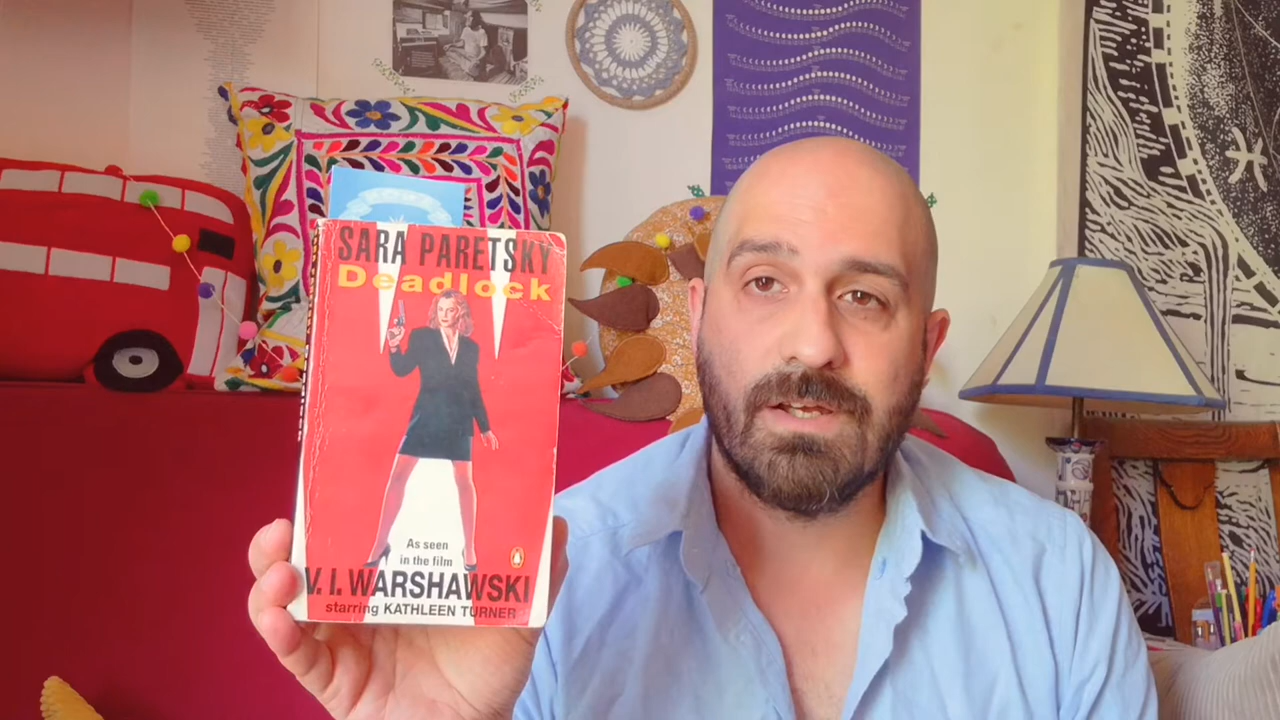 SARA PARETSKY
Deadlock
As seen
in the film
V. I. WARSHAWSKI
starring KATHLEEN TURNER